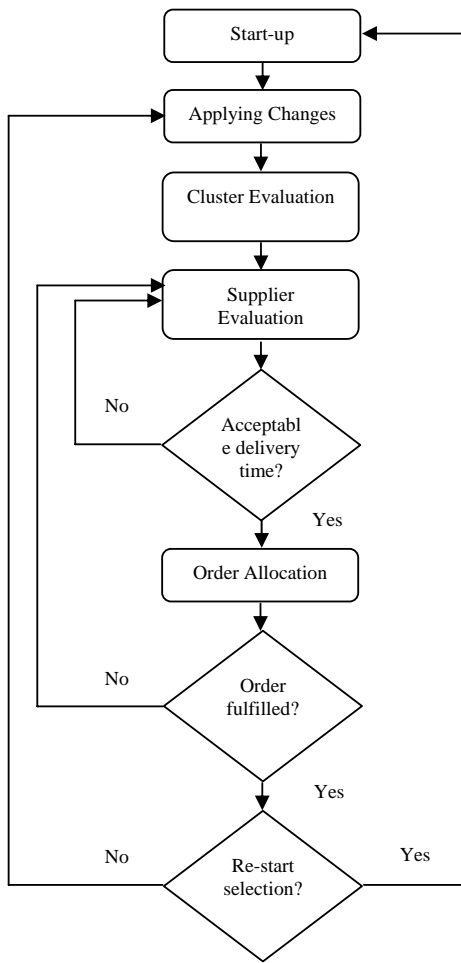 Start-up
Applying Changes
Cluster Evaluation
Supplier
Evaluation
No
Acceptabl
e delivery
time?
Yes
Order Allocation
No
Order
fulfilled?
Yes
No
Re-start
selection?
Yes